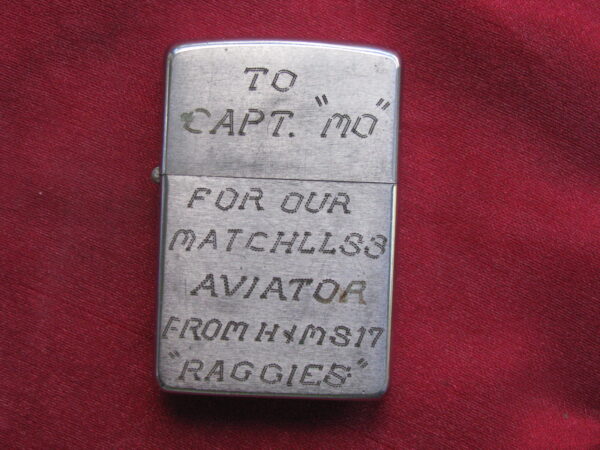 TO
CAPT. "MO"
FOR OUR
MATCHLLSS
AVIATOR
FROM H&MS17
"RAGGIES"